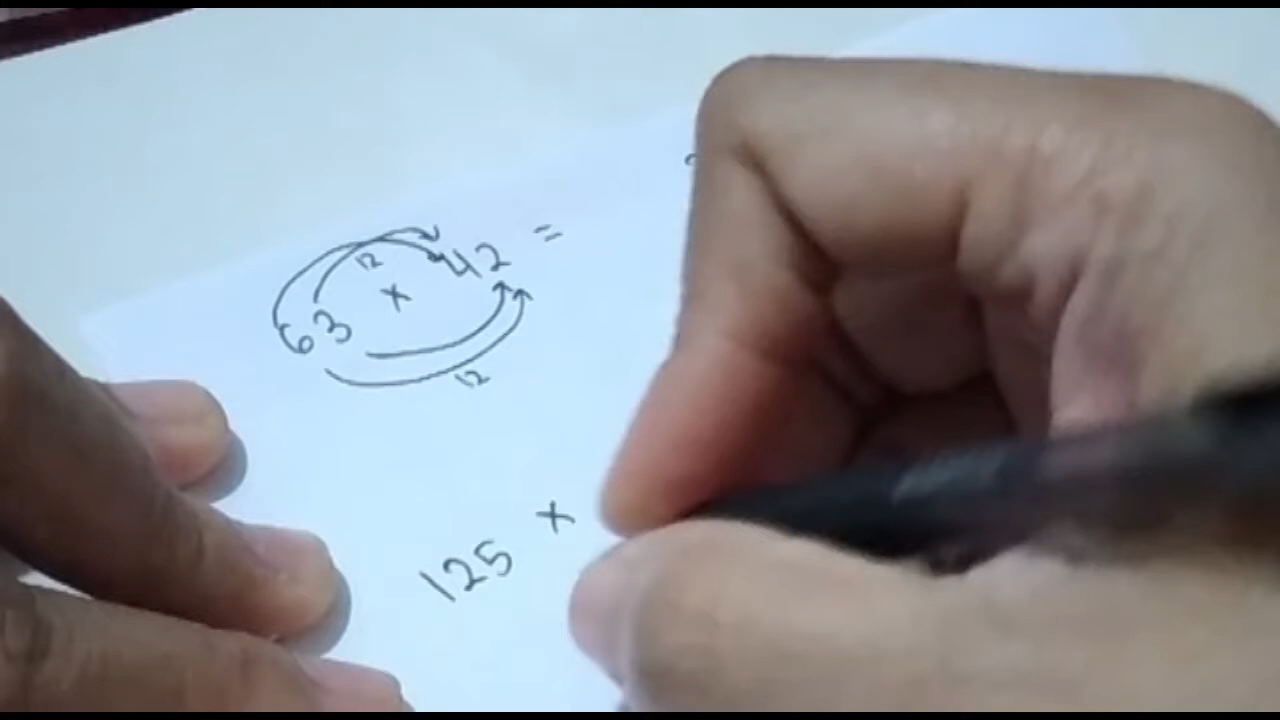 12
63 × 42 =
12
125 ×